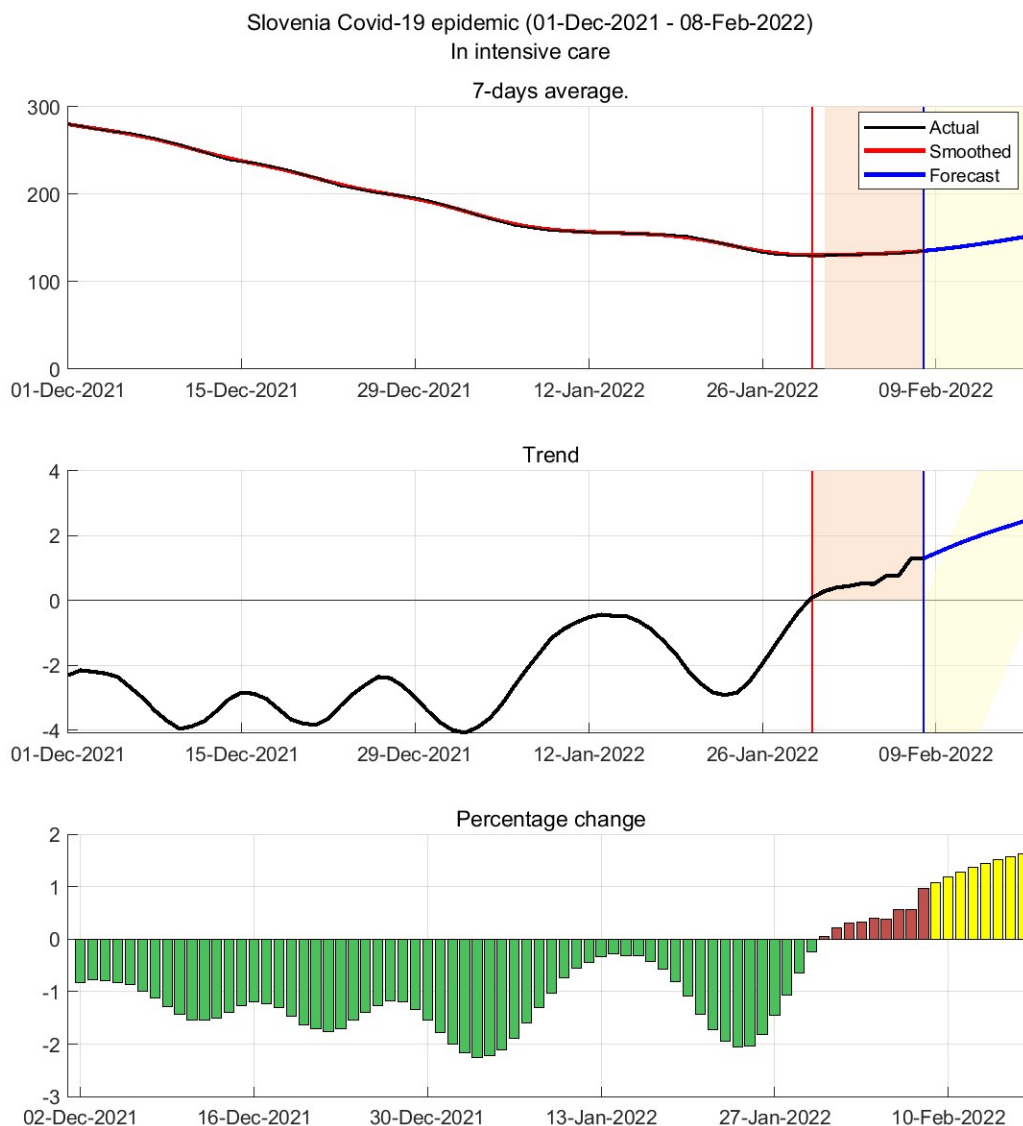 Slovenia Covid-19 epidemic (01-Dec-2021 - 08-Feb-2022)
In intensive care
7-days average.
300
200
100
0
Actual
Smoothed
Forecast
01-Dec-2021 15-Dec-2021 29-Dec-2021 12-Jan-2022 26-Jan-2022 09-Feb-2022
Trend
4
2
0
-2
-4
01-Dec-2021 15-Dec-2021 29-Dec-2021 12-Jan-2022 26-Jan-2022 09-Feb-2022
Percentage change
2
1
0
-1
-2
-3
02-Dec-2021 16-Dec-2021 30-Dec-2021 13-Jan-2022 27-Jan-2022 10-Feb-2022